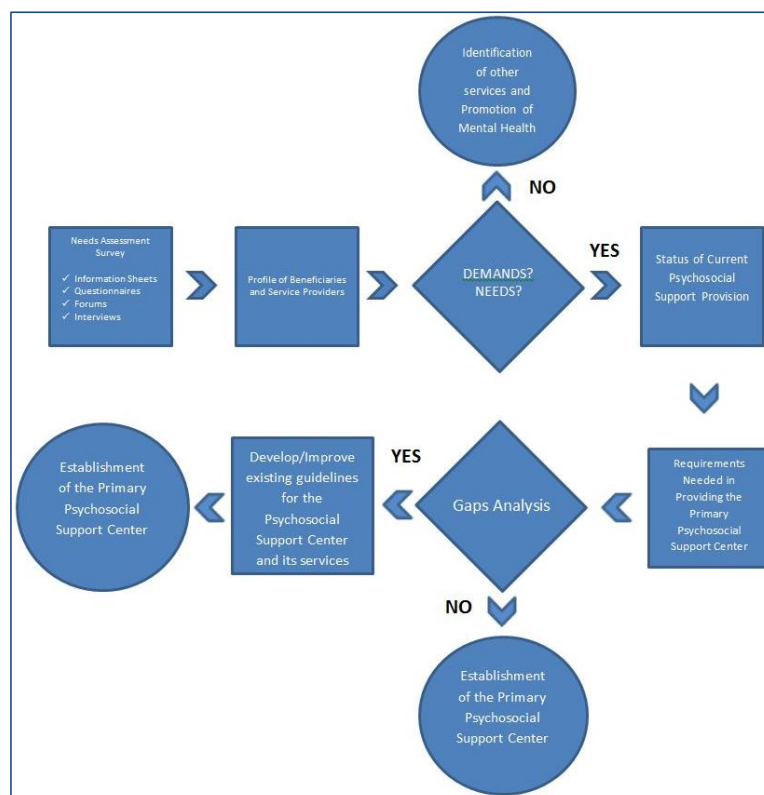 Identification
of other
services and
Promotion of
Mental Health
NO
YES
Needs Assessment
Survey
✓ Information Sheets
✓ Questionnaires
✓ Forums
✓ Interviews
Profile of Beneficiaries
and Service Providers
DEMANDS?
NEEDS?
Status of Current
Psychosocial
Support Provision
Requirements
Needed in
Providing the
Primary
Psychosocial
Support Center
Gaps Analysis
YES
Develop/Improve
existing guidelines
for the
Psychosocial
Support Center
and its services
Establishment
of the Primary
Psychosocial
Support Center
NO
Establishment
of the Primary
Psychosocial
Support Center